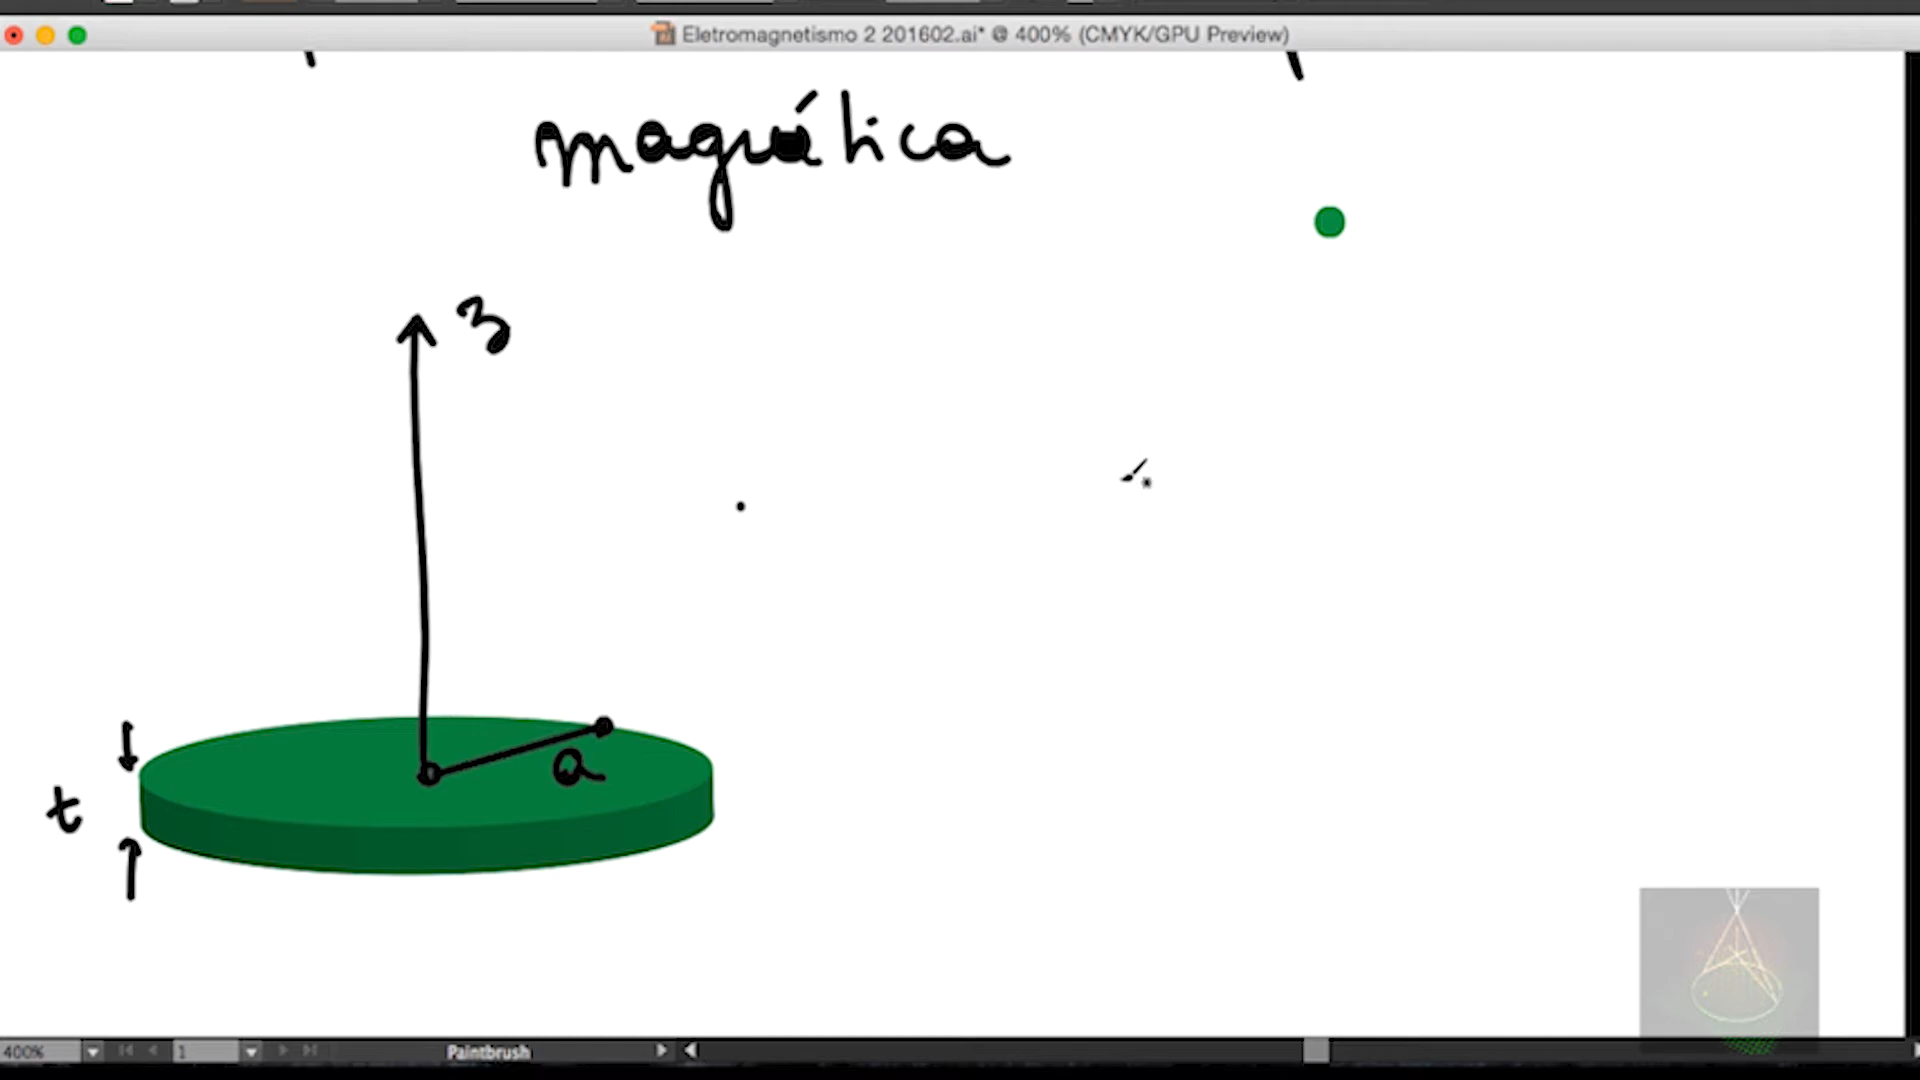 Eletromagnetismo 2 201602.ai* @ 400% (CMYK/GPU Preview)
magnética
z
a
t
400%
1
Paintbrush